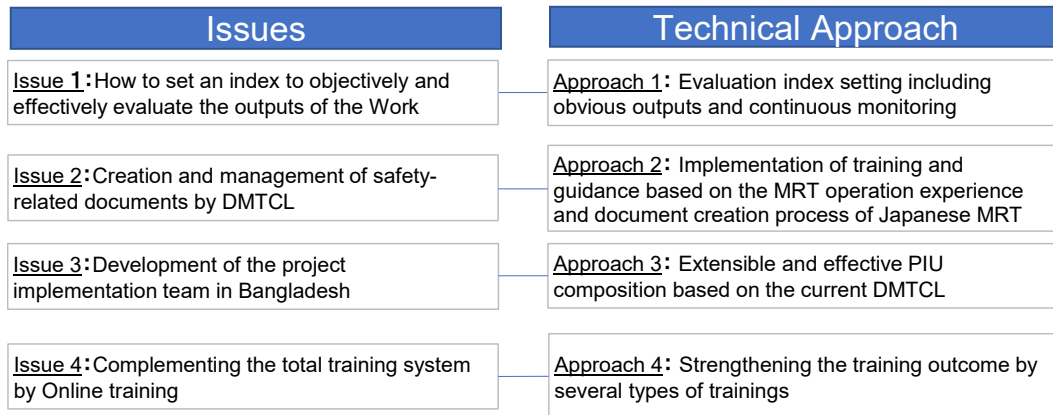 Issues
Technical Approach
Issue 1：How to set an index to objectively and
effectively evaluate the outputs of the Work
Approach 1：Evaluation index setting including
obvious outputs and continuous monitoring
Issue 2：Creation and management of safety-
related documents by DMTCL
Approach 2：Implementation of training and
guidance based on the MRT operation experience
and document creation process of Japanese MRT
Issue 3：Development of the project
implementation team in Bangladesh
Approach 3：Extensible and effective PIU
composition based on the current DMTCL
Issue 4：Complementing the total training system
by Online training
Approach 4：Strengthening the training outcome by
several types of trainings